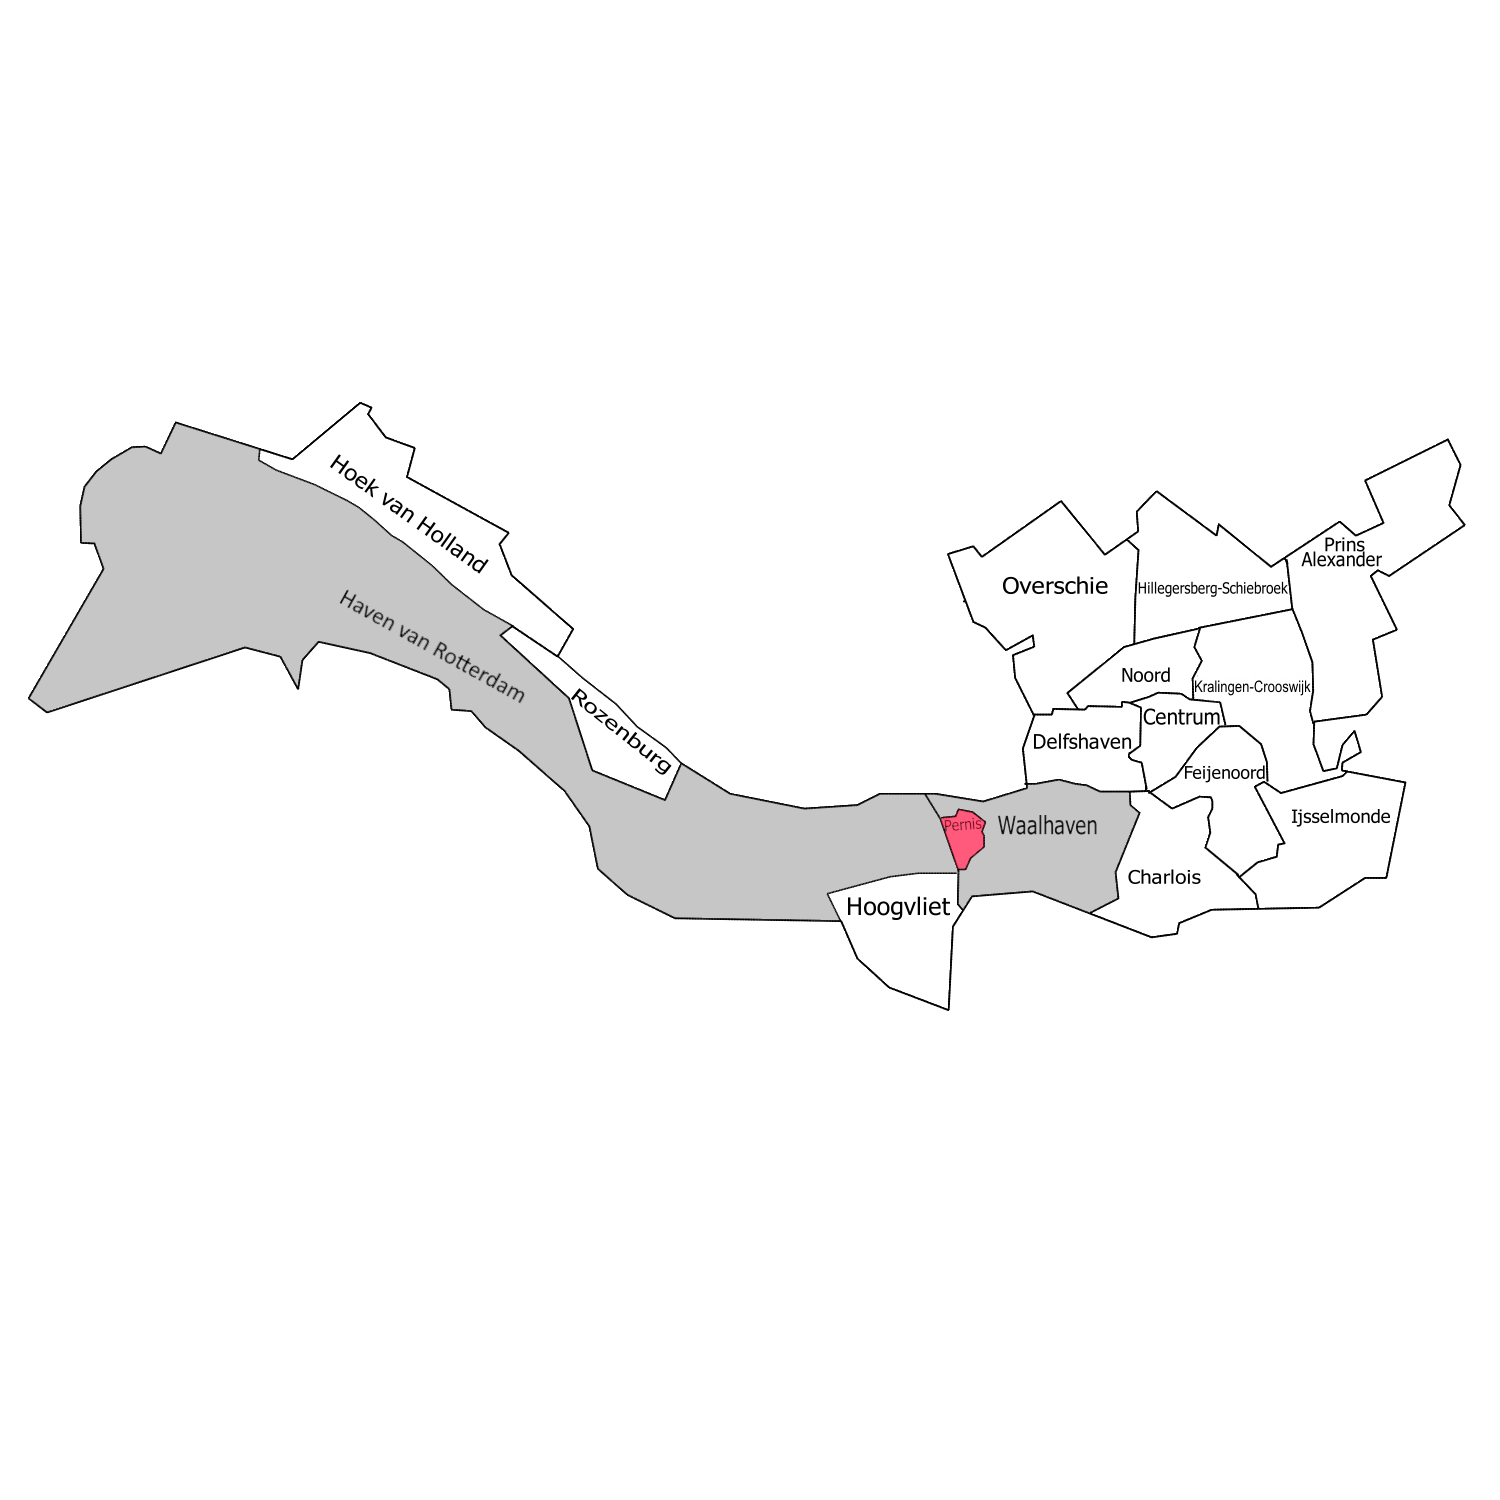 Hoek van Holland
Haven van Rotterdam
Rozenburg
Overschie
Hillegersberg-Schiebroek
Prins
Alexander
Noord
Kralingen-Crooswijk
Centrum
Delfshaven
Feijenoord
Ijsselmonde
Pernis
Waalhaven
Charlois
Hoogvliet